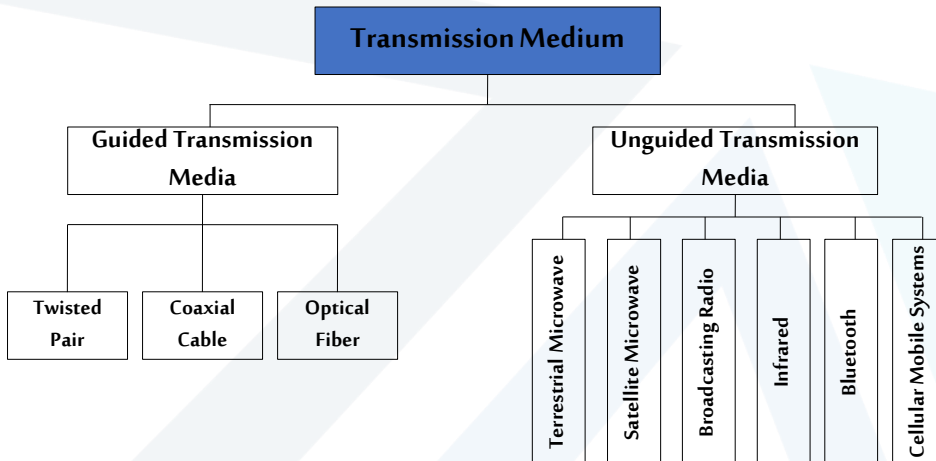 Transmission Medium
Guided Transmission
Media
Unguided Transmission
Media
Twisted
Pair
Coaxial
Cable
Optical
Fiber
Terrestrial Microwave
Satellite Microwave
Broadcasting Radio
Infrared
Bluetooth
Cellular Mobile Systems